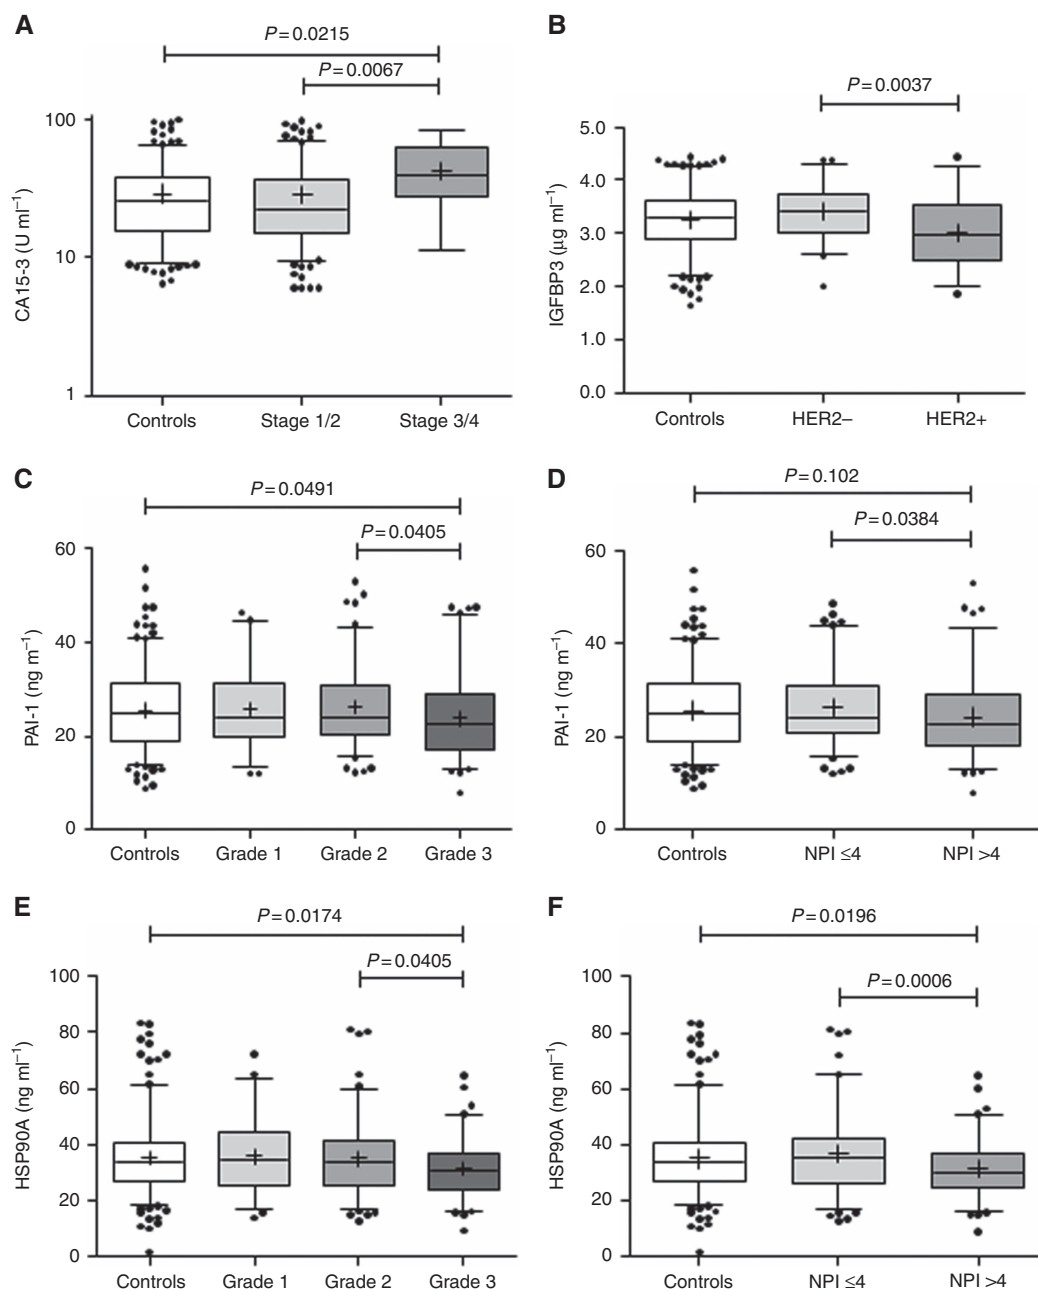 A
P=0.0215
P=0.0067
CA15-3 (U ml−1)
100
10
1
Controls
Stage 1/2
Stage 3/4
B
P=0.0037
IGFBP3 (μg ml−1)
5.0
4.0
3.0
2.0
1.0
0.0
Controls
HER2−
HER2+
C
P=0.0491
P=0.0405
PAI-1 (ng m−1)
60
40
20
0
Controls
Grade 1
Grade 2
Grade 3
D
P=0.102
P=0.0384
PAI-1 (ng m−1)
60
40
20
0
Controls
NPI ≤4
NPI >4
E
P=0.0174
P=0.0405
HSP90A (ng ml−1)
100
80
60
40
20
0
Controls
Grade 1
Grade 2
Grade 3
F
P=0.0196
P=0.0006
HSP90A (ng ml−1)
100
80
60
40
20
0
Controls
NPI ≤4
NPI >4